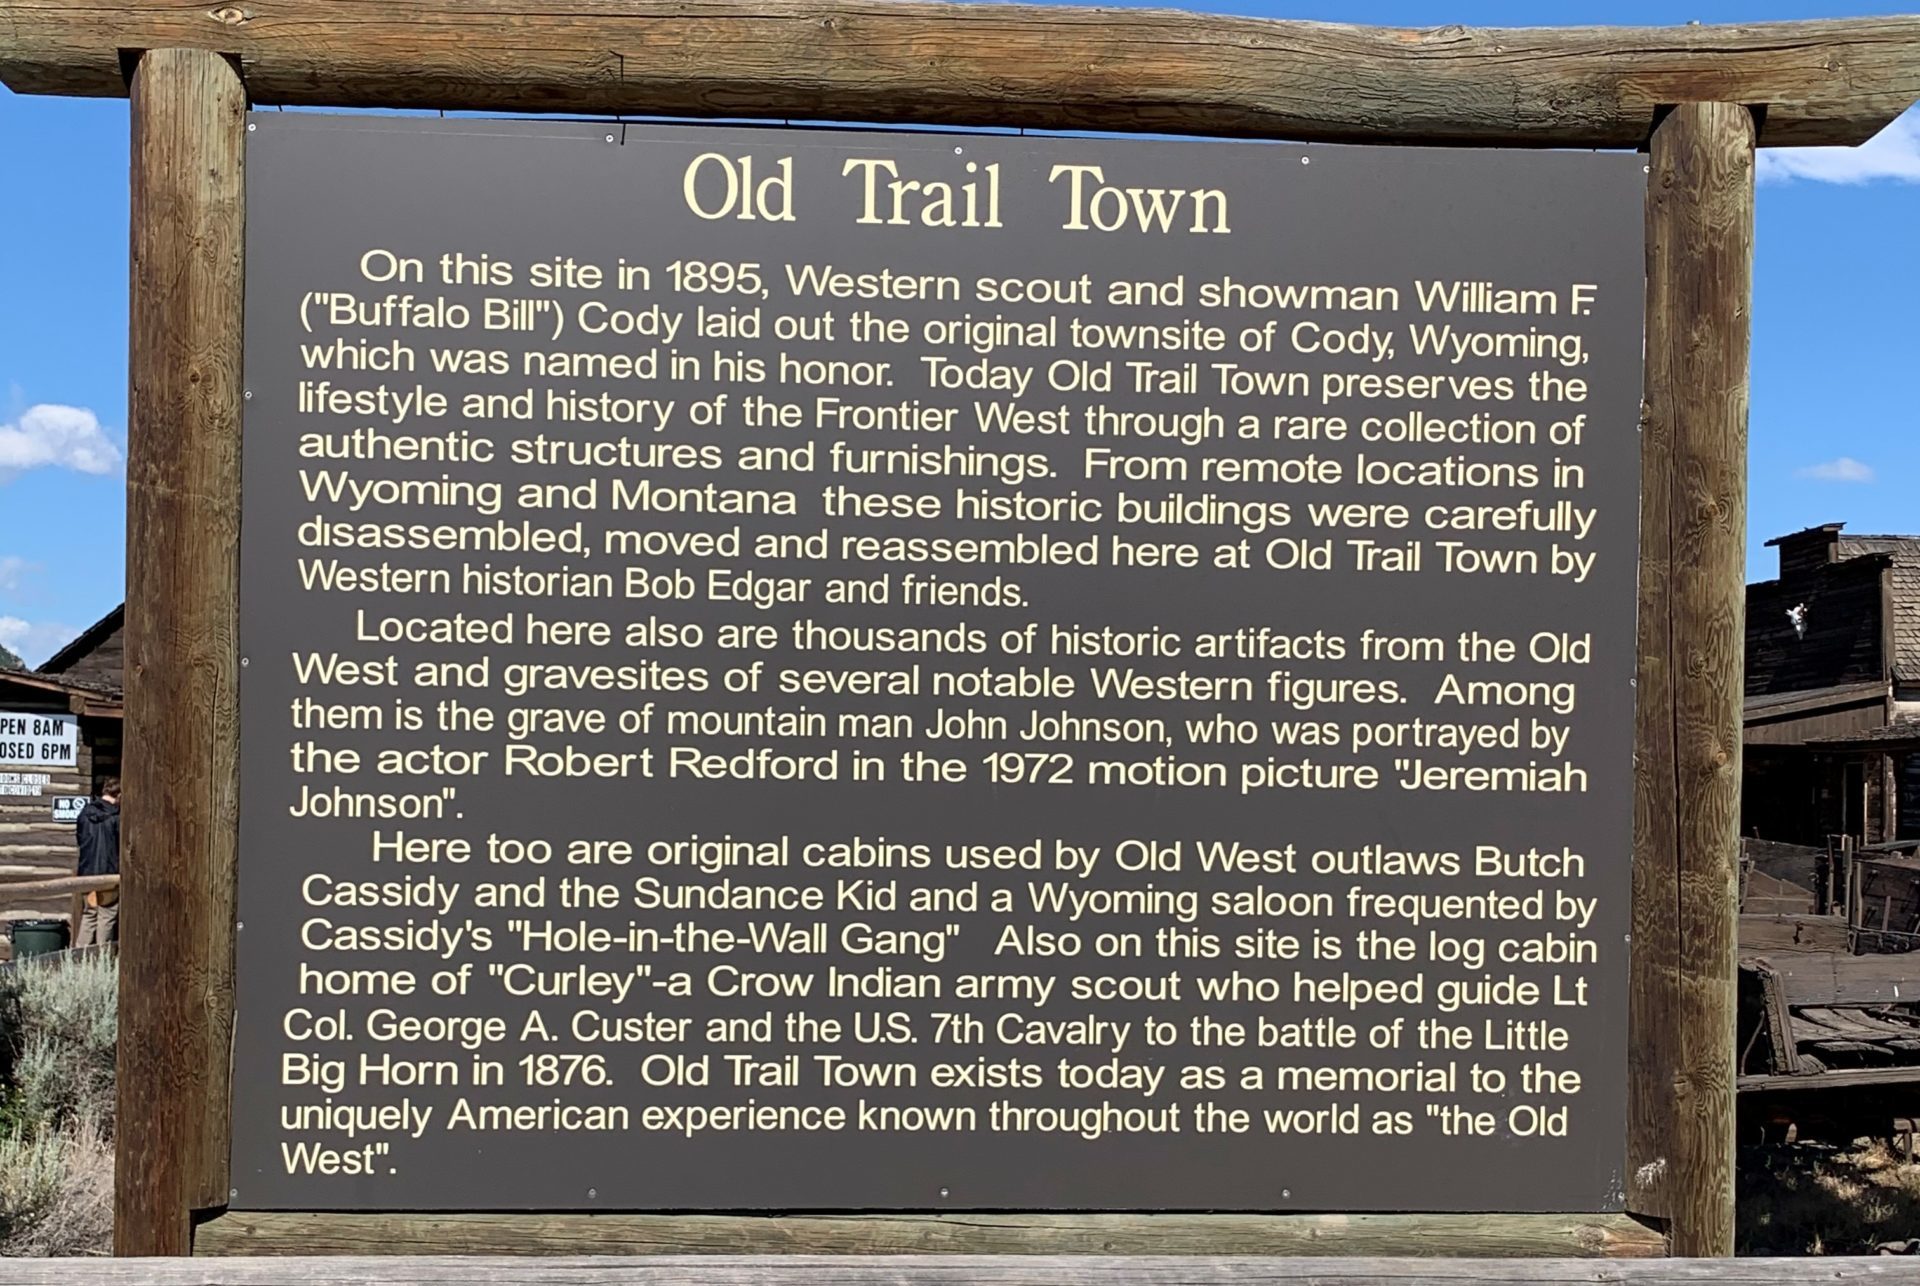 Old Trail Town
On this site in 1895, Western scout and showman William F.
("Buffalo Bill") Cody laid out the original townsite of Cody, Wyoming,
which was named in his honor. Today Old Trail Town preserves the
lifestyle and history of the Frontier West through a rare collection of
authentic structures and furnishings. From remote locations in
Wyoming and Montana these historic buildings were carefully
disassembled, moved and reassembled here at Old Trail Town by
Western historian Bob Edgar and friends.
Located here also are thousands of historic artifacts from the Old
West and gravesites of several notable Western figures. Among
them is the grave of mountain man John Johnson, who was portrayed by
the actor Robert Redford in the 1972 motion picture "Jeremiah
Johnson".
Here too are original cabins used by Old West outlaws Butch
Cassidy and the Sundance Kid and a Wyoming saloon frequented by
Cassidy's "Hole-in-the-Wall Gang" Also on this site is the log cabin
home of "Curley"-a Crow Indian army scout who helped guide Lt
Col. George A. Custer and the U.S. 7th Cavalry to the battle of the Little
Big Horn in 1876. Old Trail Town exists today as a memorial to the
uniquely American experience known throughout the world as "the Old
West".
PEN 8AM
OSED 6PM
NO